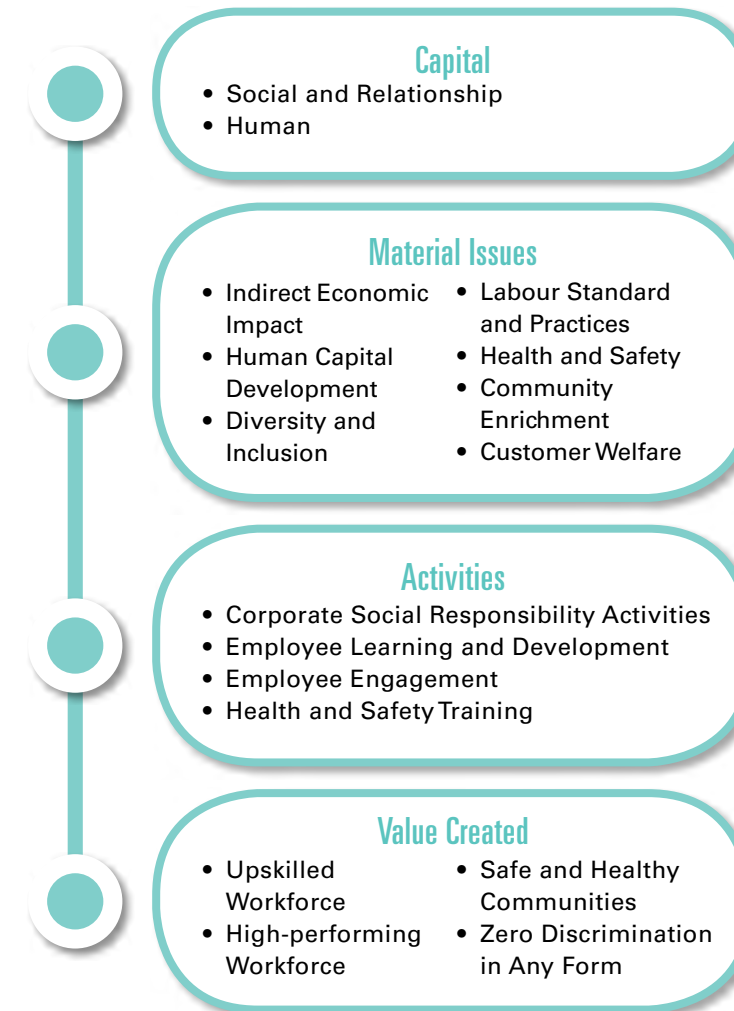 Capital
• Social and Relationship
• Human
Material Issues
• Indirect Economic
Impact
• Human Capital
Development
• Diversity and
Inclusion
• Labour Standard
and Practices
• Health and Safety
• Community
Enrichment
• Customer Welfare
Activities
• Corporate Social Responsibility Activities
• Employee Learning and Development
• Employee Engagement
• Health and Safety Training
Value Created
• Upskilled
Workforce
• High-performing
Workforce
• Safe and Healthy
Communities
• Zero Discrimination
in Any Form